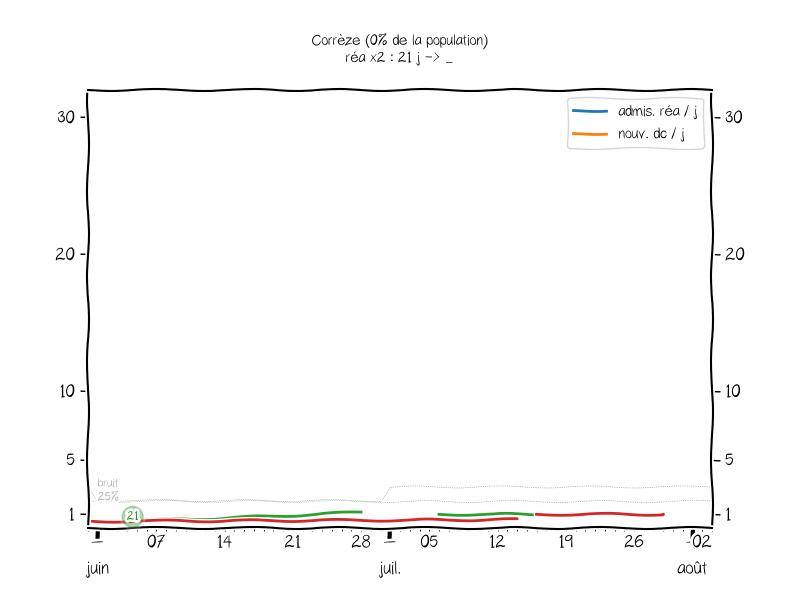 Corrèze (0% de la population)
réa x2 : 21 j -> _
admis. réa / j
nouv. dc / j
30
30
20
20
10
10
5
5
bruit
25%
1
21
1
07
14
21
28
05
12
19
26
02
juin
juil.
août